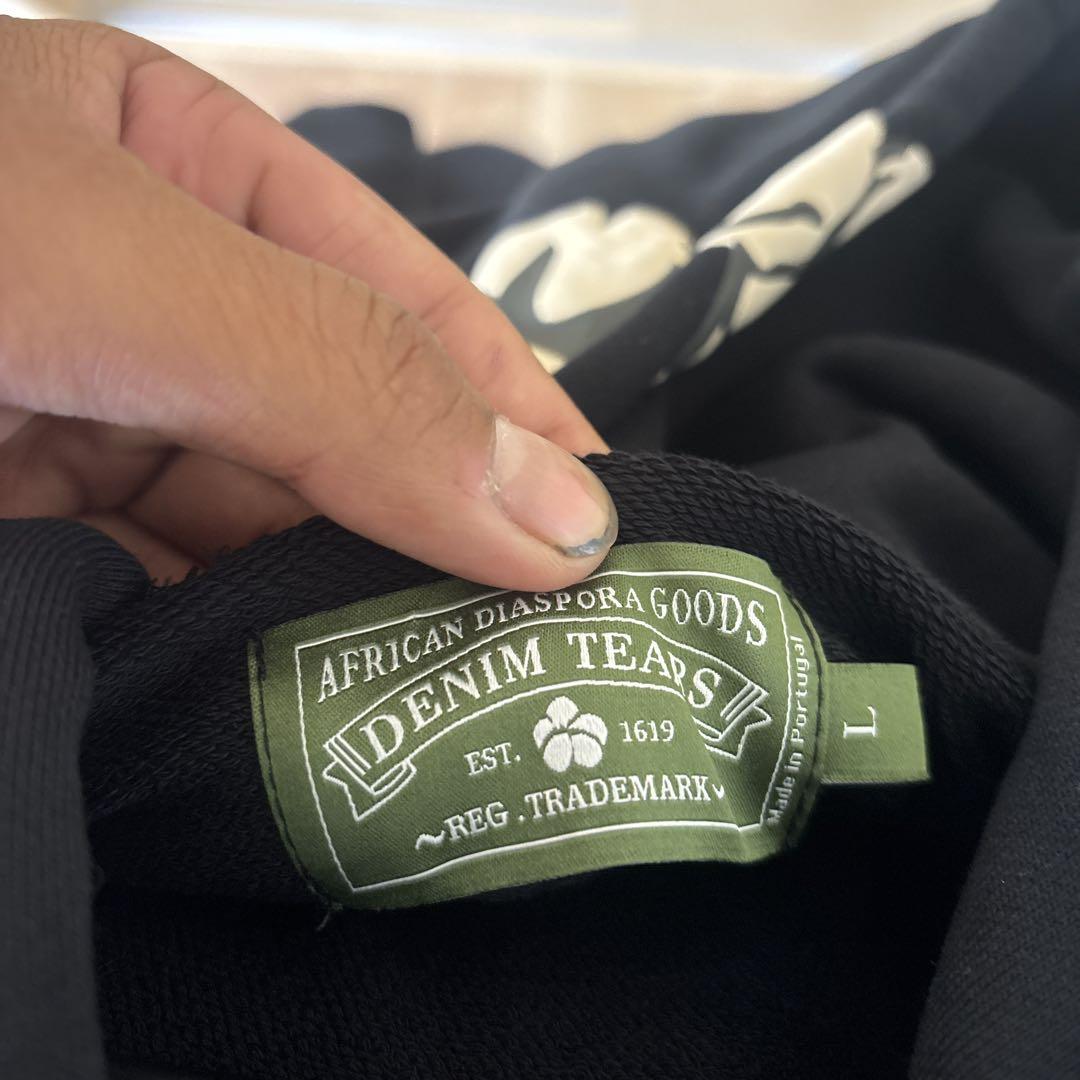 AFRICAN DIASPORA GOODS
DENIM TEARS
EST. 1619
~REG. TRADEMARK~
Made in Portugal
L